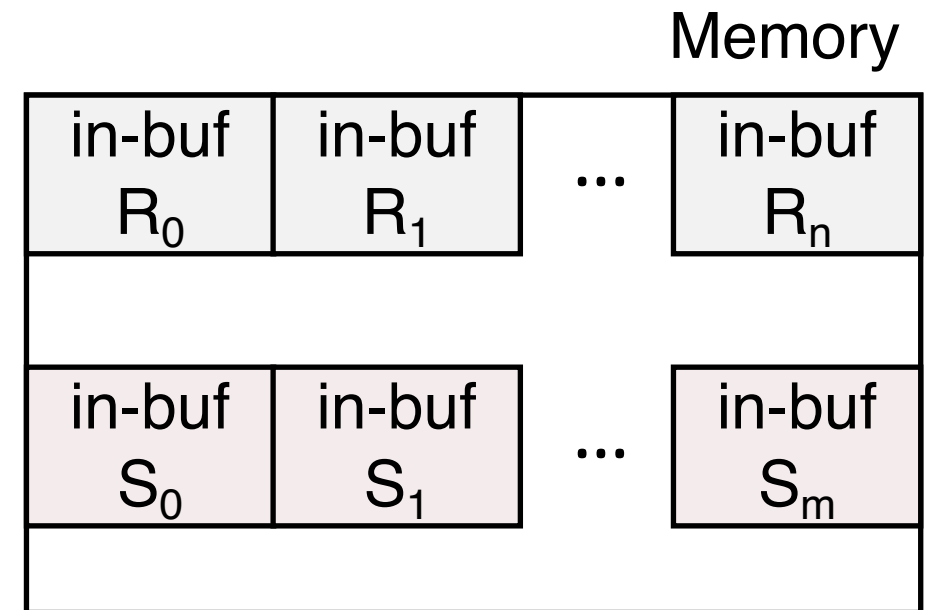 Memory
in-buf in-buf ... in-buf
R₀ R₁ Rₙ
in-buf in-buf ... in-buf
S₀ S₁ Sₘ